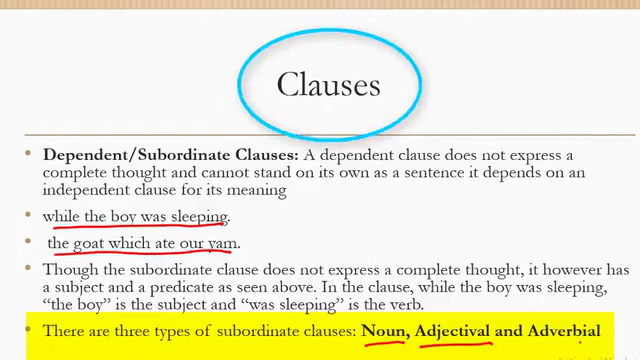 Clauses
• Dependent/Subordinate Clauses: A dependent clause does not express a
complete thought and cannot stand on its own as a sentence it depends on an
independent clause for its meaning
• while the boy was sleeping.
• the goat which ate our yam.
• Though the subordinate clause does not express a complete thought, it however has
a subject and a predicate as seen above. In the clause, while the boy was sleeping,
“the boy” is the subject and “was sleeping” is the verb.
• There are three types of subordinate clauses: Noun, Adjectival and Adverbial